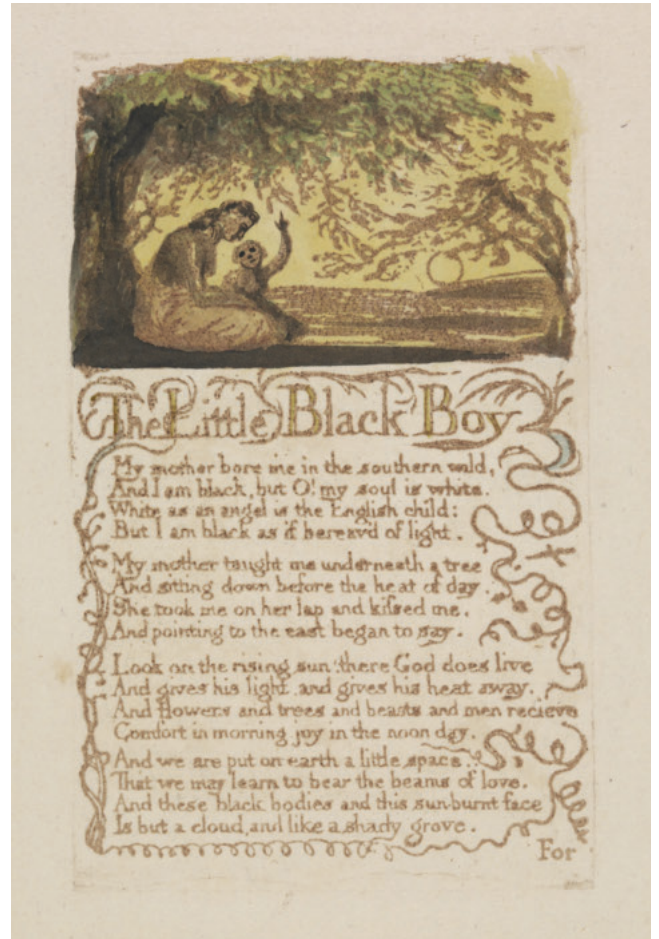 The Little Black Boy
My mother bore me in the southern wild,
And I am black, but O! my soul is white.
White as an angel is the English child:
But I am black as if bereav'd of light.
My mother taught me underneath a tree
And sitting down before the heat of day.
She took me on her lap and kifsed me,
And pointing to the east began to say.
Look on the rising sun: there God does live
And gives his light, and gives his heat away.
And flowers and trees and beasts and men recieve
Comfort in morning joy in the noon day.
And we are put on earth a little space.
That we may learn to bear the beams of love.
And these black bodies and this sun-burnt face
Is but a cloud, and like a shady grove.
For